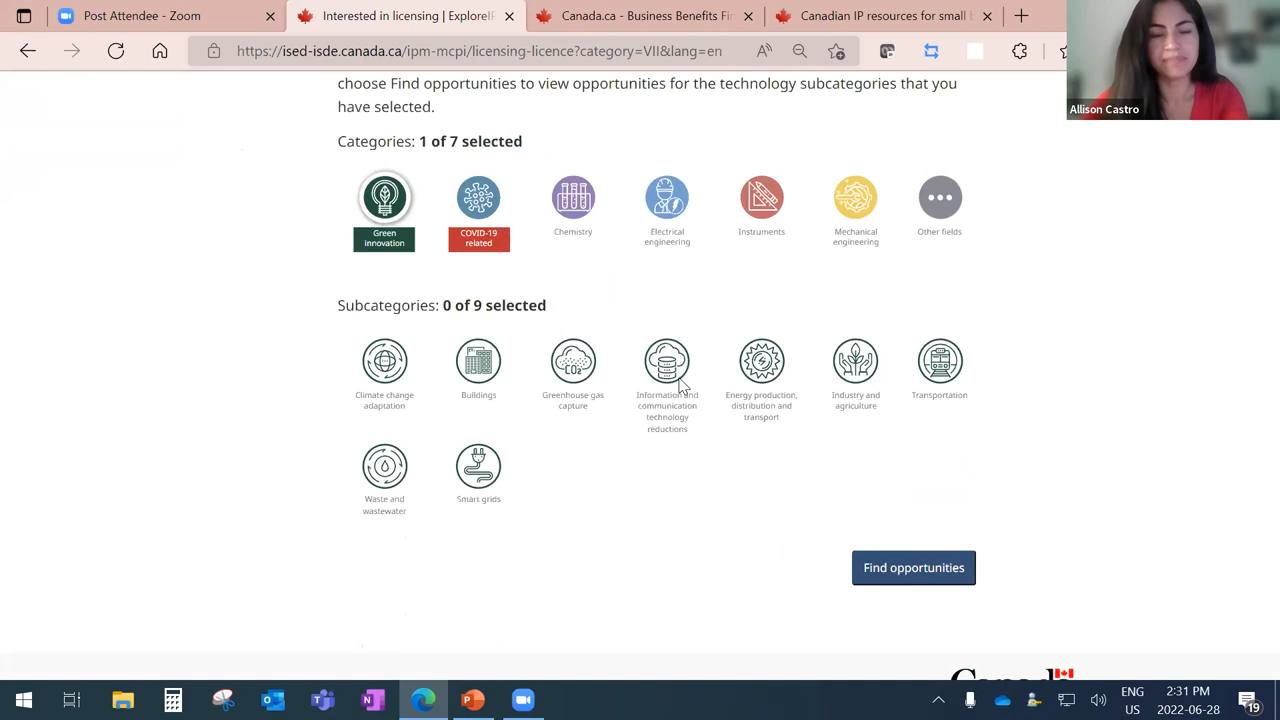 Post Attendee - Zoom
Interested in licensing | ExploreIP
Canada.ca - Business Benefits Fin
Canadian IP resources for small b
https://ised-isde.canada.ca/ipm-mcpi/licensing-licence?category=VII&lang=en
Allison Castro
choose Find opportunities to view opportunities for the technology subcategories that you
have selected.
Categories: 1 of 7 selected
Green
innovation
COVID-19
related
Chemistry
Electrical
engineering
Instruments
Mechanical
engineering
Other fields
Subcategories: 0 of 9 selected
Climate change
adaptation
Buildings
CO₂
Greenhouse gas
capture
Information and
communication
technology
reductions
Energy production,
distribution and
transport
Industry and
agriculture
Transportation
Waste and
wastewater
Smart grids
Find opportunities
Canada
ENG
US
2:31 PM
2022-06-28
19